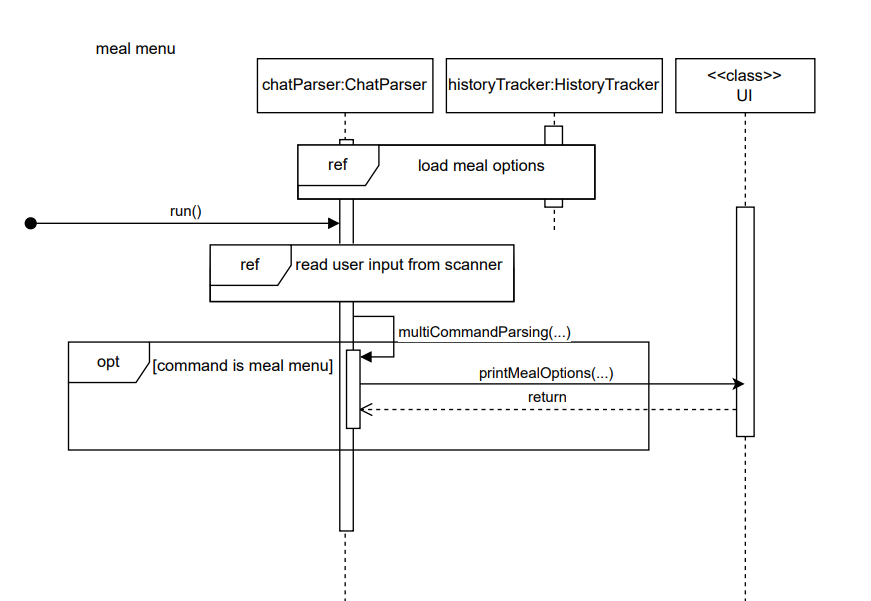 meal menu
chatParser:ChatParser
historyTracker:HistoryTracker
<<class>>
UI
ref
load meal options
run()
ref
read user input from scanner
multiCommandParsing(...)
opt
[command is meal menu]
printMealOptions(...)
return